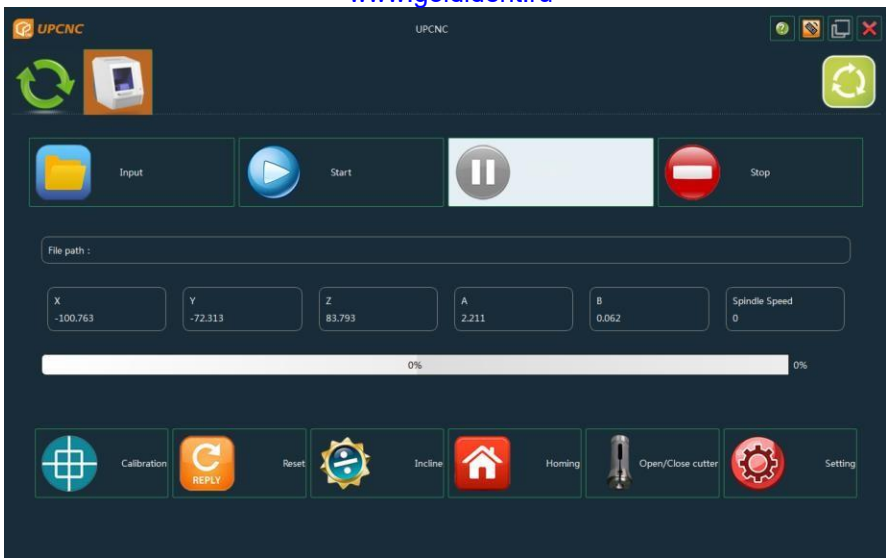 UPCNC
UPCNC
Input
Start
Stop
File path :
X
-100.763
Y
-72.313
Z
83.793
A
2.211
B
0.062
Spindle Speed
0
0%
0%
Calibration
REPLY
Reset
Incline
Homing
Open/Close cutter
Setting